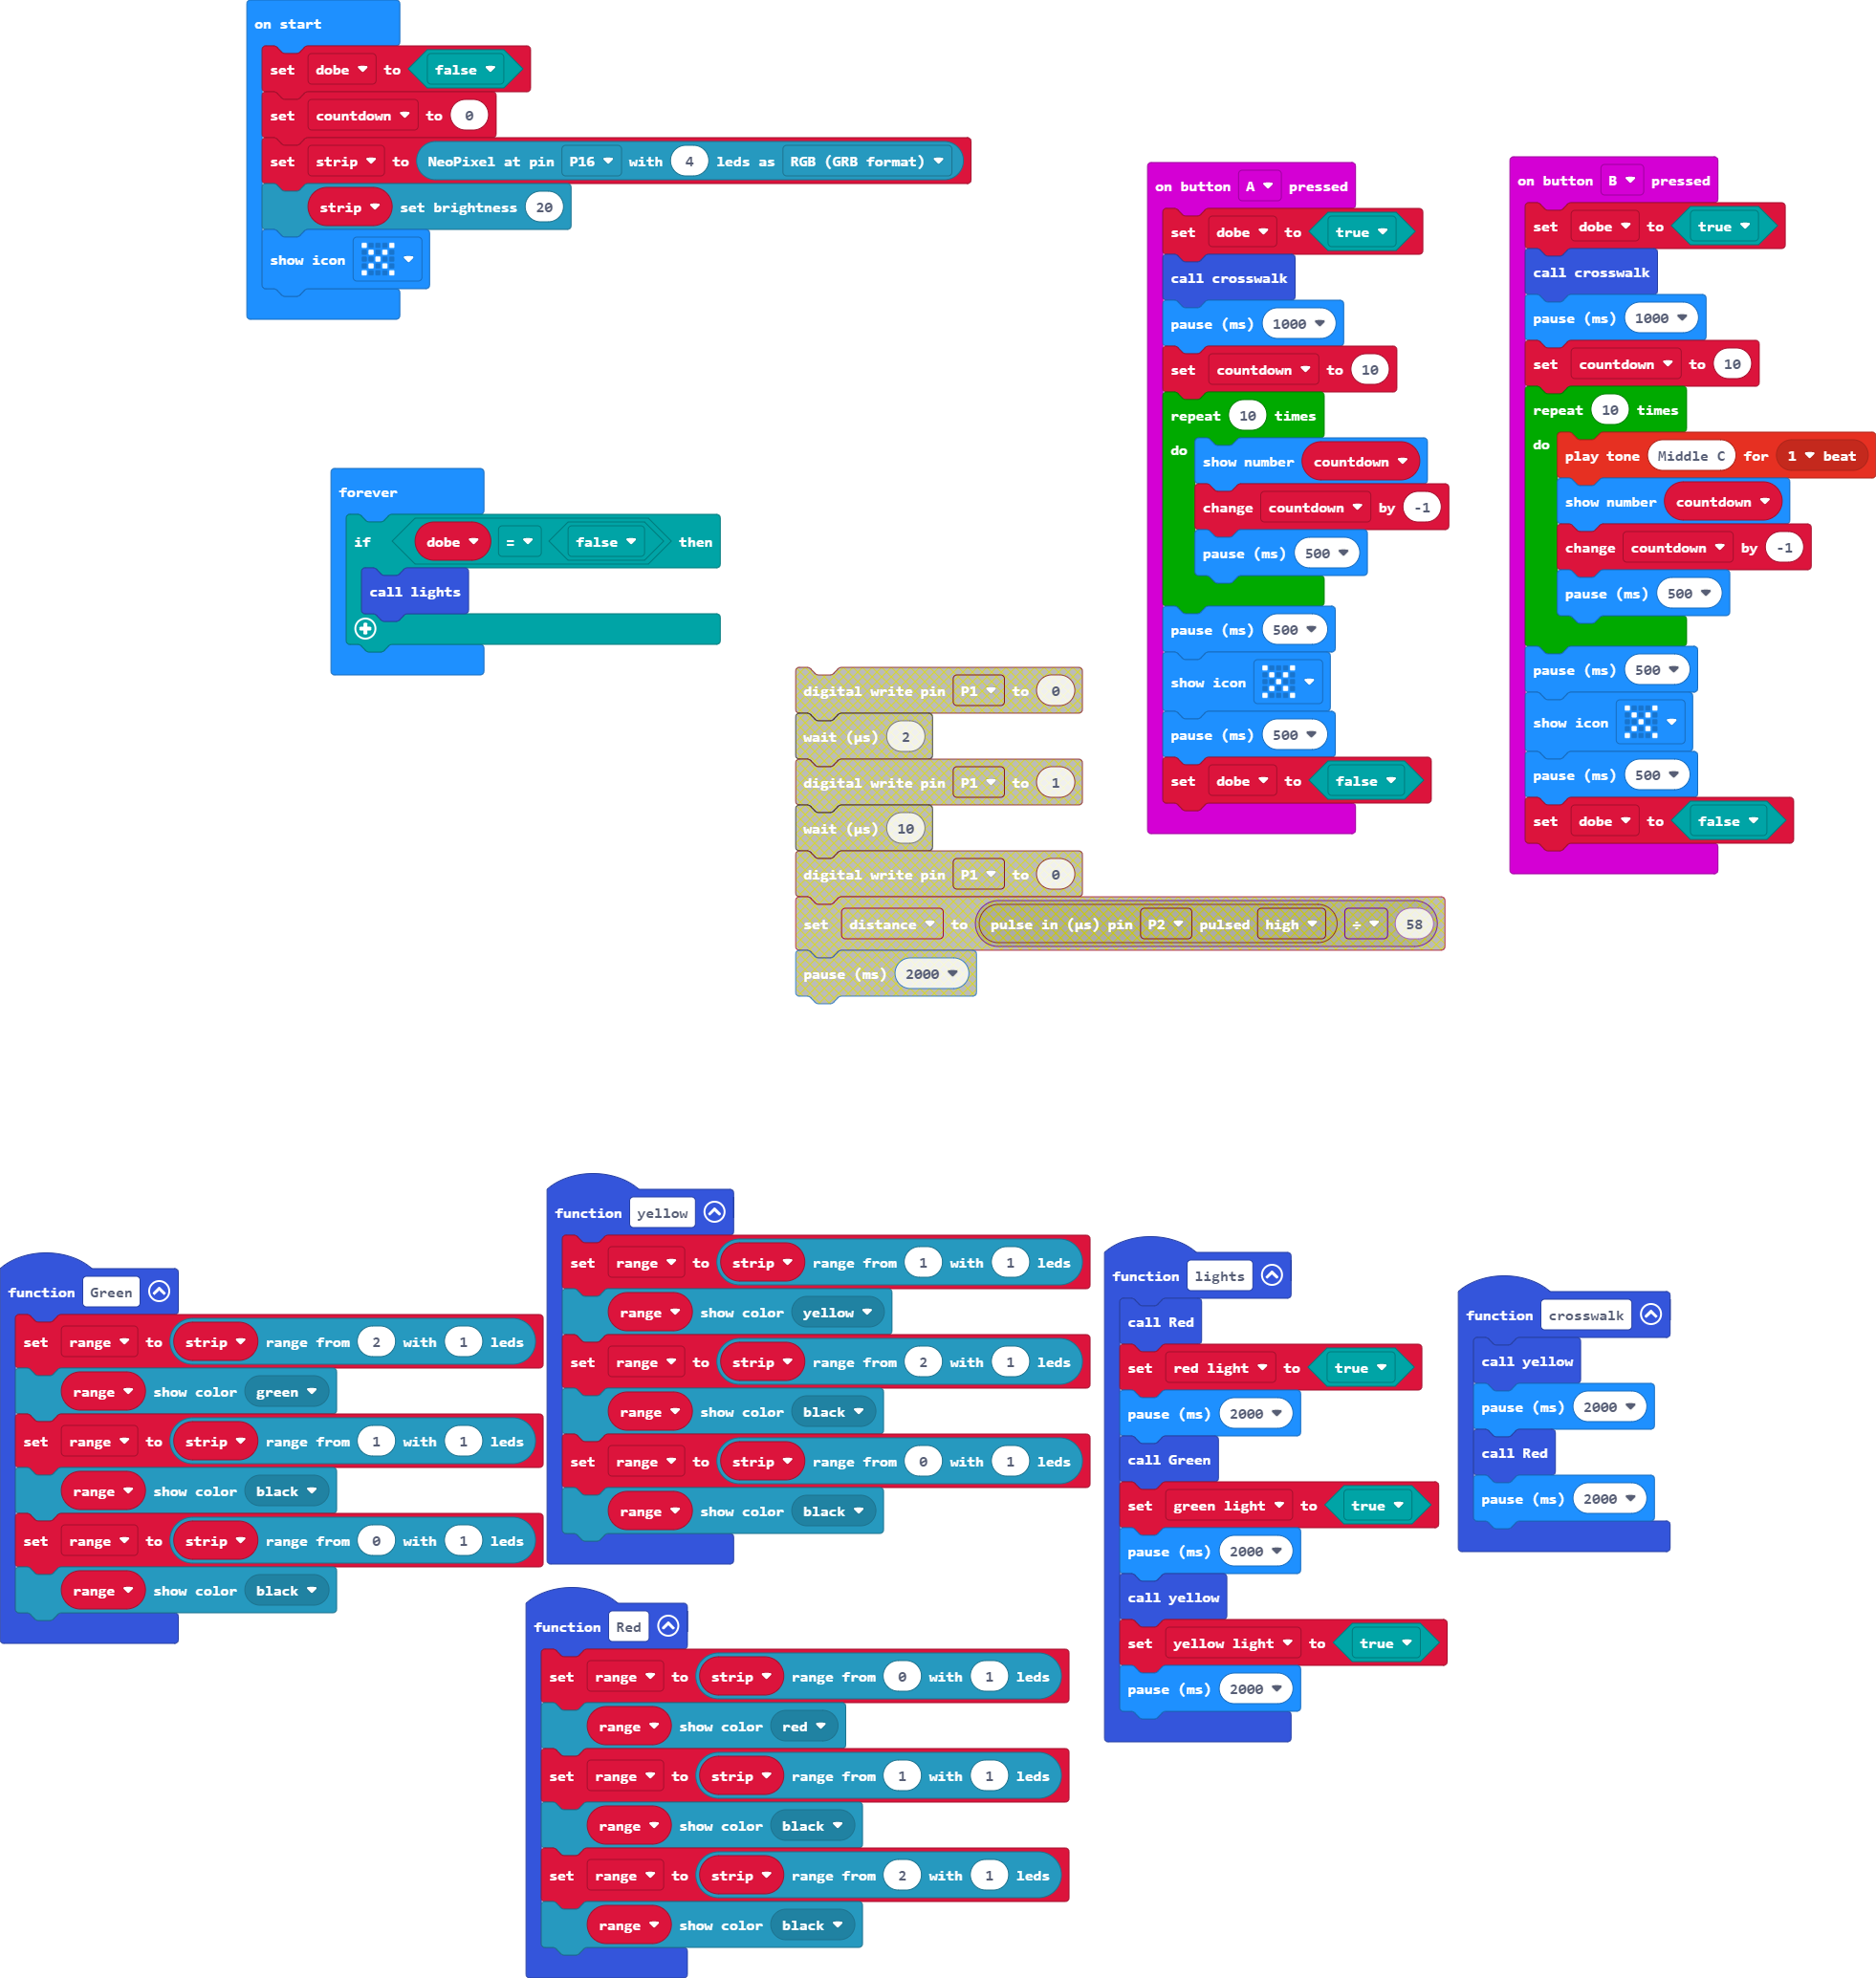 on start
set dobe to false
set countdown to 0
set strip to NeoPixel at pin P16 with 4 leds as RGB (GRB format)
strip set brightness 20
show icon
forever
if dobe = false then
call lights
digital write pin P1 to 0
wait (µs) 2
digital write pin P1 to 1
wait (µs) 10
digital write pin P1 to 0
set distance to pulse in (µs) pin P2 pulsed high ÷ 58
pause (ms) 2000
on button A pressed
set dobe to true
call crosswalk
pause (ms) 1000
set countdown to 10
repeat 10 times
do
show number countdown
change countdown by -1
pause (ms) 500
pause (ms) 500
show icon
pause (ms) 500
set dobe to false
on button B pressed
set dobe to true
call crosswalk
pause (ms) 1000
set countdown to 10
repeat 10 times
do
play tone Middle C for 1 beat
show number countdown
change countdown by -1
pause (ms) 500
pause (ms) 500
show icon
pause (ms) 500
set dobe to false
function Green
set range to strip range from 2 with 1 leds
range show color green
set range to strip range from 1 with 1 leds
range show color black
set range to strip range from 0 with 1 leds
range show color black
function yellow
set range to strip range from 1 with 1 leds
range show color yellow
set range to strip range from 2 with 1 leds
range show color black
set range to strip range from 0 with 1 leds
range show color black
function Red
set range to strip range from 0 with 1 leds
range show color red
set range to strip range from 1 with 1 leds
range show color black
set range to strip range from 2 with 1 leds
range show color black
function lights
call Red
set red light to true
pause (ms) 2000
call Green
set green light to true
pause (ms) 2000
call yellow
set yellow light to true
pause (ms) 2000
function crosswalk
call yellow
pause (ms) 2000
call Red
pause (ms) 2000